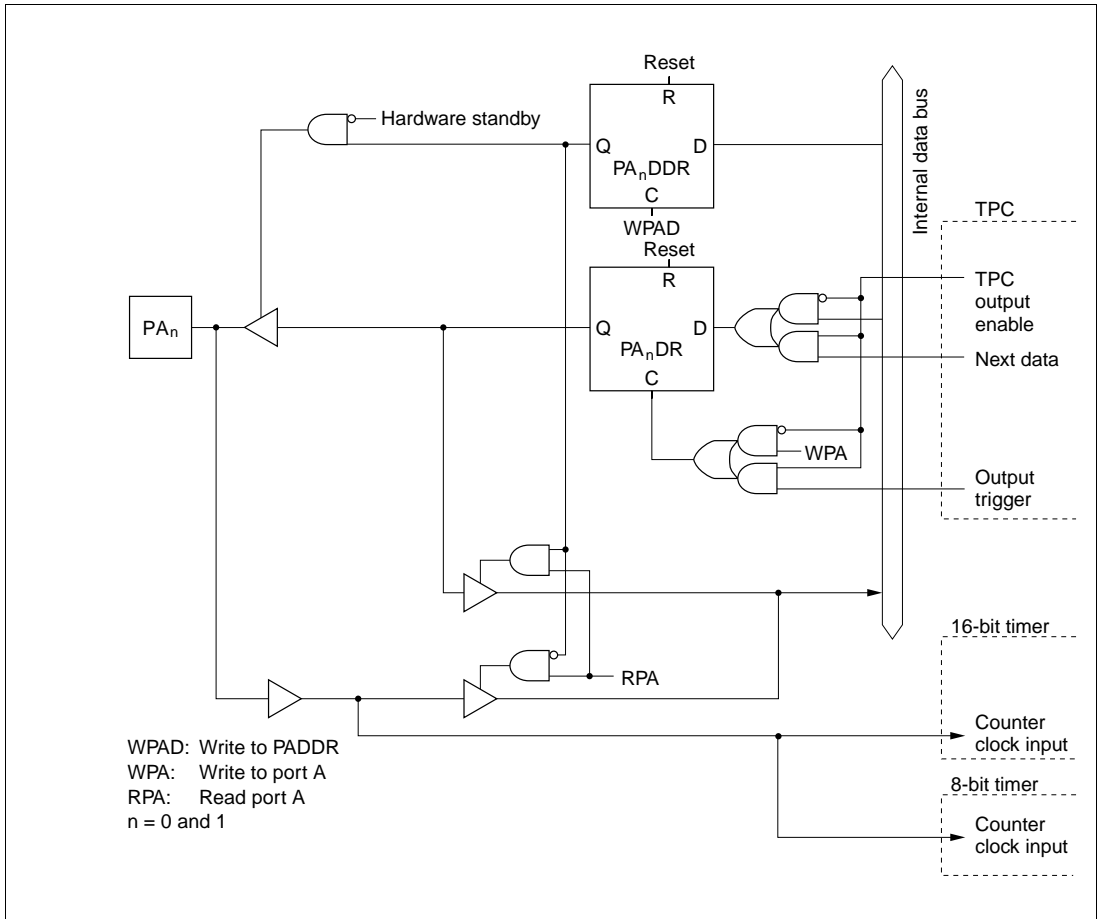 Reset
R
Hardware standby
Q
D
PAnDDR
C
WPAD
Internal data bus
TPC
Reset
R
TPC
output
enable
PAn
Q
D
PAnDR
C
Next data
WPA
Output
trigger
16-bit timer
RPA
Counter
clock input
WPAD: Write to PADDR
WPA: Write to port A
RPA: Read port A
n = 0 and 1
8-bit timer
Counter
clock input